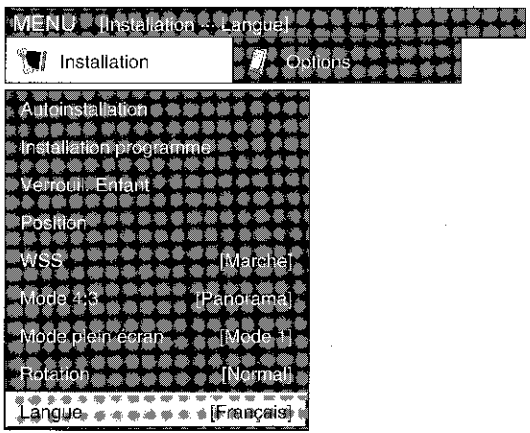 MENU [Installation --- Langue]
Installation
Options
Autoinstallation
Installation programme
Verrouil. Enfant
Position
WSS [Marche]
Mode 4:3 [Panorama]
Mode plein écran [Mode 1]
Rotation [Normal]
Langue [Français]